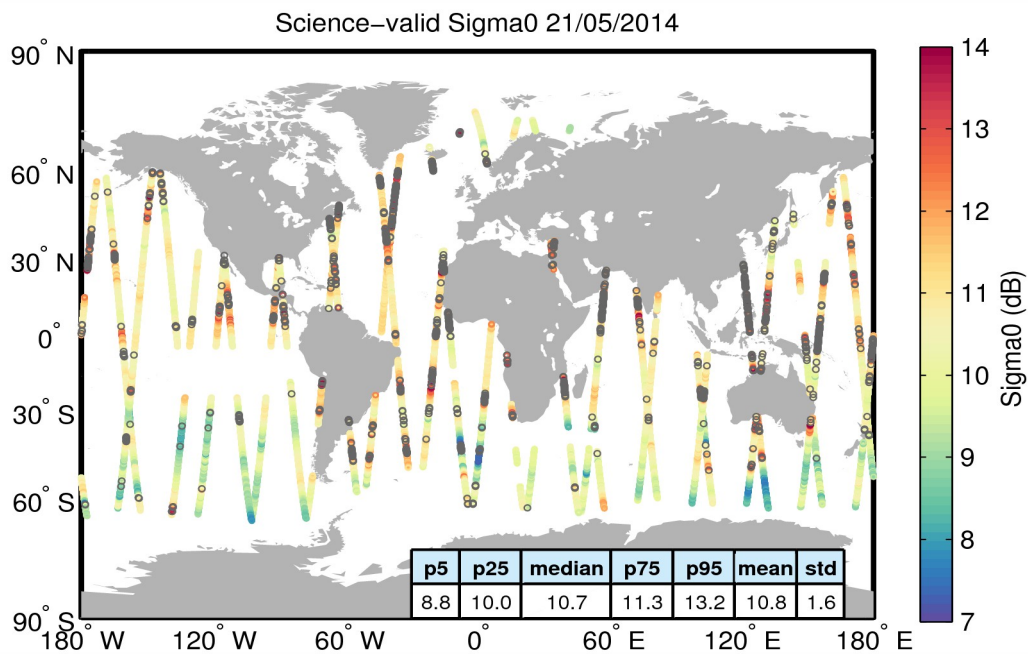 Science−valid Sigma0 21/05/2014
90° N
60° N
30° N
0°
30° S
60° S
90° S
180° W
120° W
60° W
0°
60° E
120° E
180° E
p5 p25 median p75 p95 mean std
8.8 10.0 10.7 11.3 13.2 10.8 1.6
14
13
12
11
10
9
8
7
Sigma0 (dB)